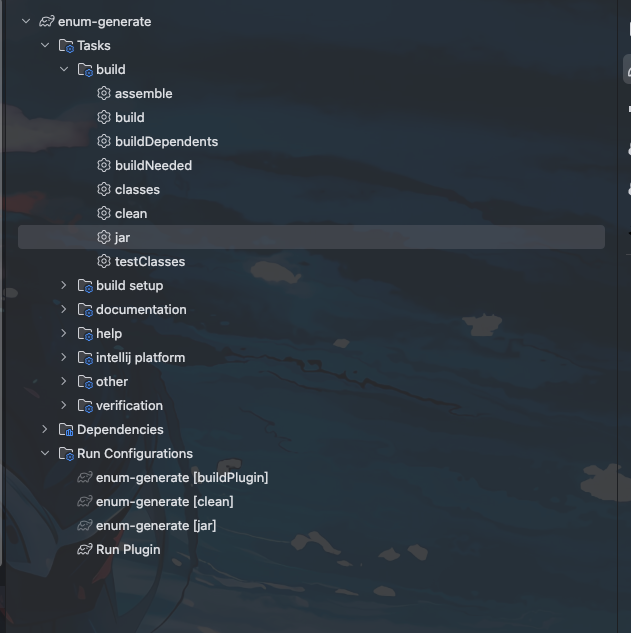 enum-generate
Tasks
build
assemble
build
buildDependents
buildNeeded
classes
clean
jar
testClasses
build setup
documentation
help
intellij platform
other
verification
Dependencies
Run Configurations
enum-generate [buildPlugin]
enum-generate [clean]
enum-generate [jar]
Run Plugin